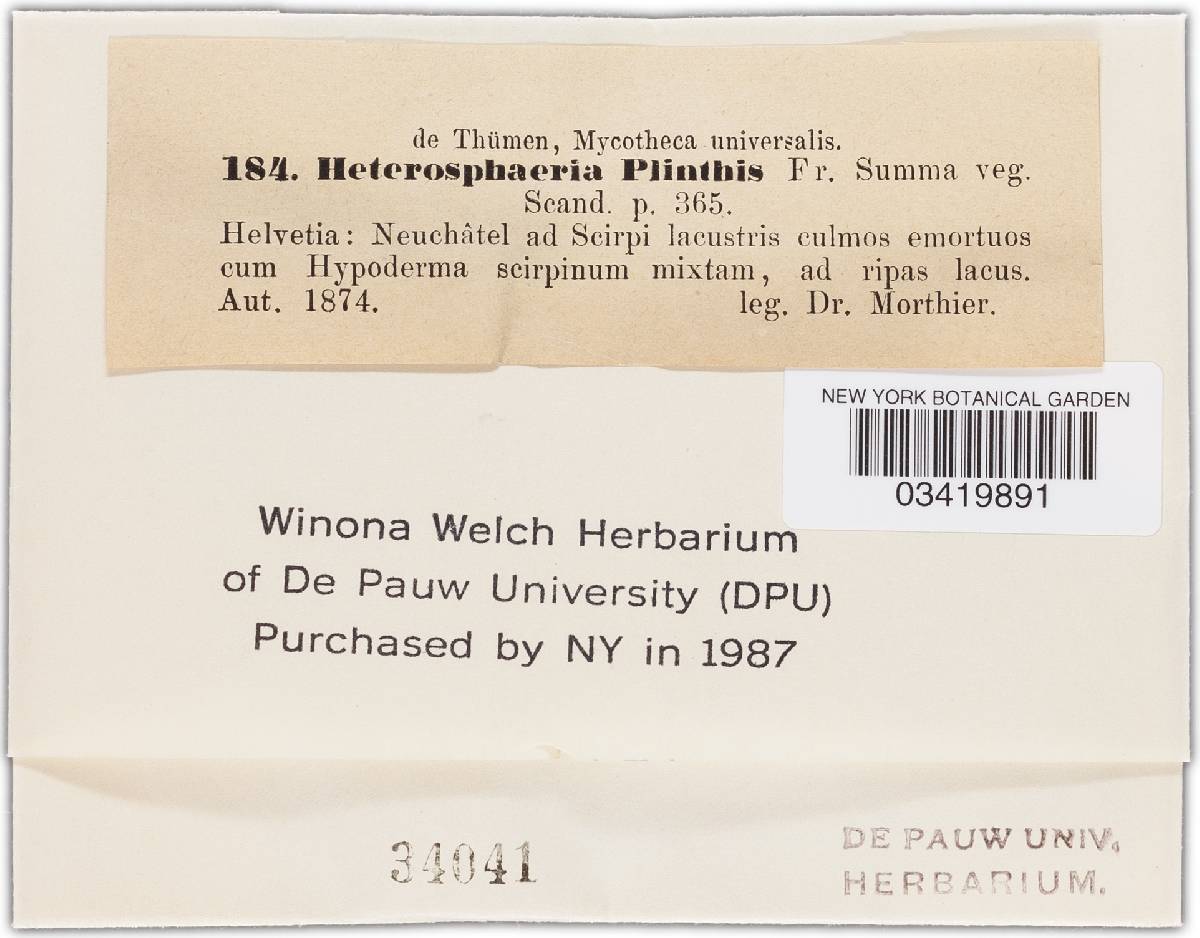 de Thümen, Mycotheca universalis.
184. Heterosphaeria Plinthis Fr. Summa veg.
Scand. p. 365.
Helvetia: Neuchâtel ad Scirpi lacustris culmos emortuos
cum Hypoderma scirpinum mixtam, ad ripas lacus.
Aut. 1874. leg. Dr. Morthier.
NEW YORK BOTANICAL GARDEN
03419891
Winona Welch Herbarium
of De Pauw University (DPU)
Purchased by NY in 1987
34041
DE PAUW UNIV.
HERBARIUM.